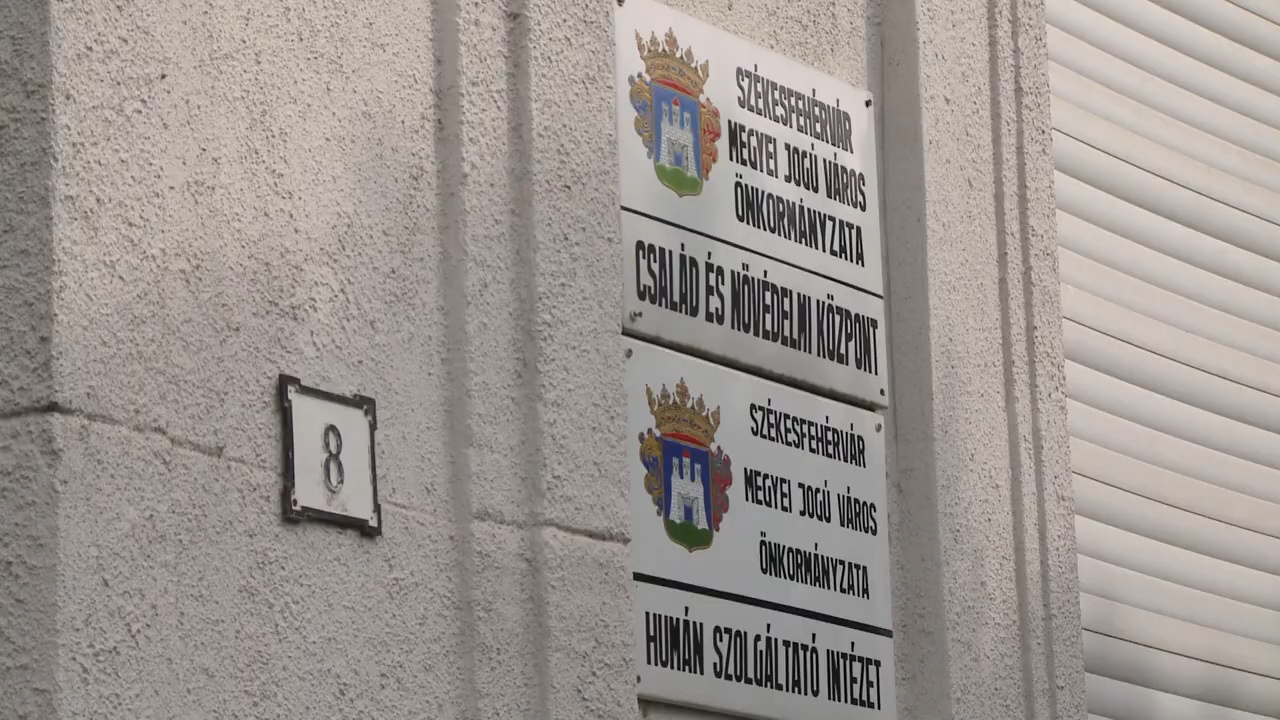 SZÉKESFEHÉRVÁR
MEGYEI JOGÚ VÁROS
ÖNKORMÁNYZATA
CSALÁD ÉS NŐVÉDELMI KÖZPONT
8
SZÉKESFEHÉRVÁR
MEGYEI JOGÚ VÁROS
ÖNKORMÁNYZATA
HUMÁN SZOLGÁLTATÓ INTÉZET